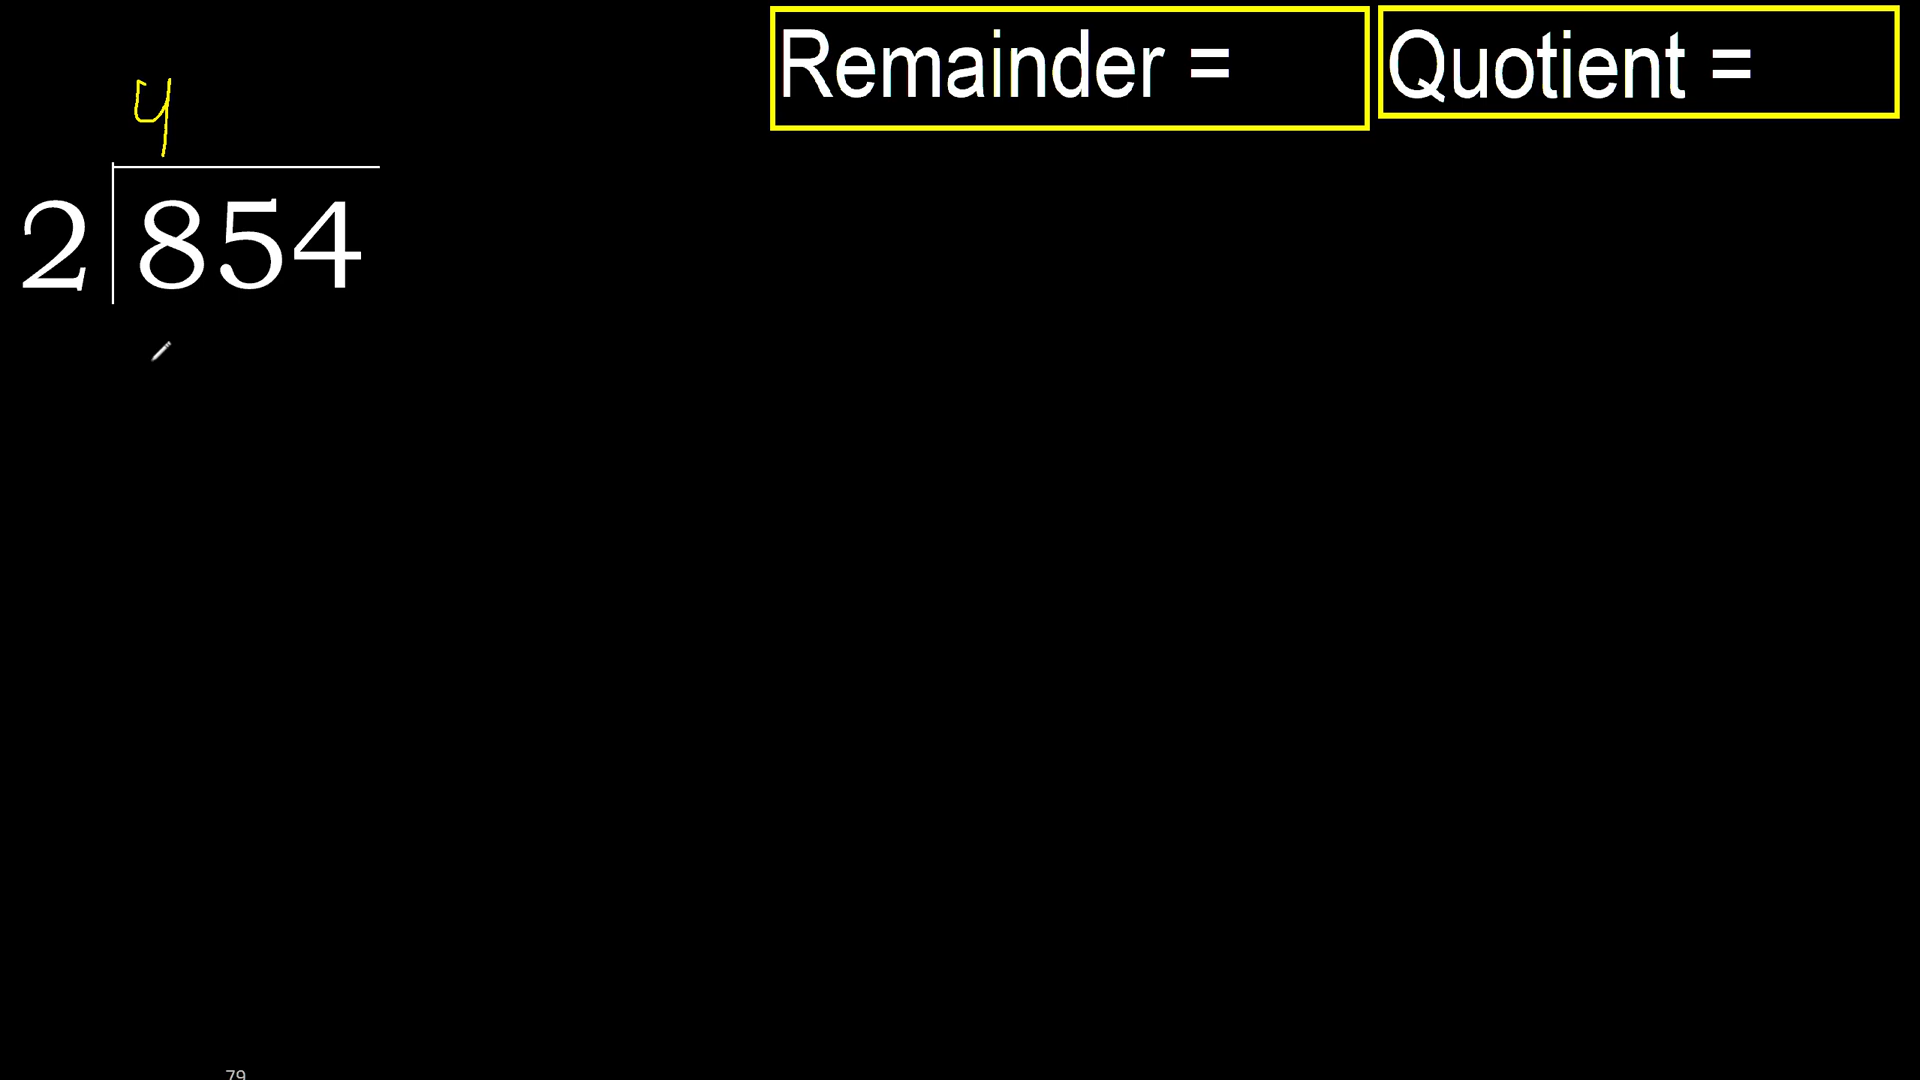 Remainder = Quotient =
4
2 854
79